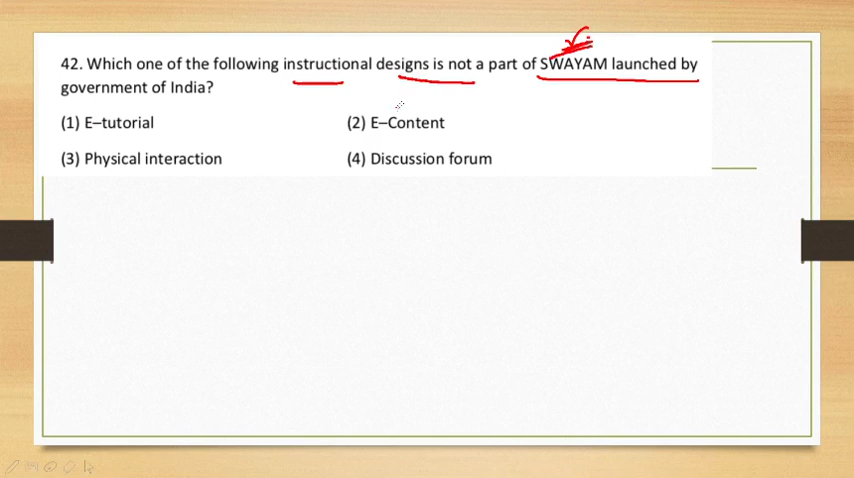 42. Which one of the following instructional designs is not a part of SWAYAM launched by
government of India?
(1) E–tutorial (2) E–Content
(3) Physical interaction (4) Discussion forum